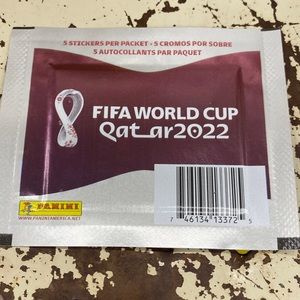 5 STICKERS PER PACKET · 5 CROMOS POR SOBRE
5 AUTOCOLLANTS PAR PAQUET
FIFA WORLD CUP
Qatar2022
PANINI
WWW.PANINIAMERICA.NET
7 46134 13372 5